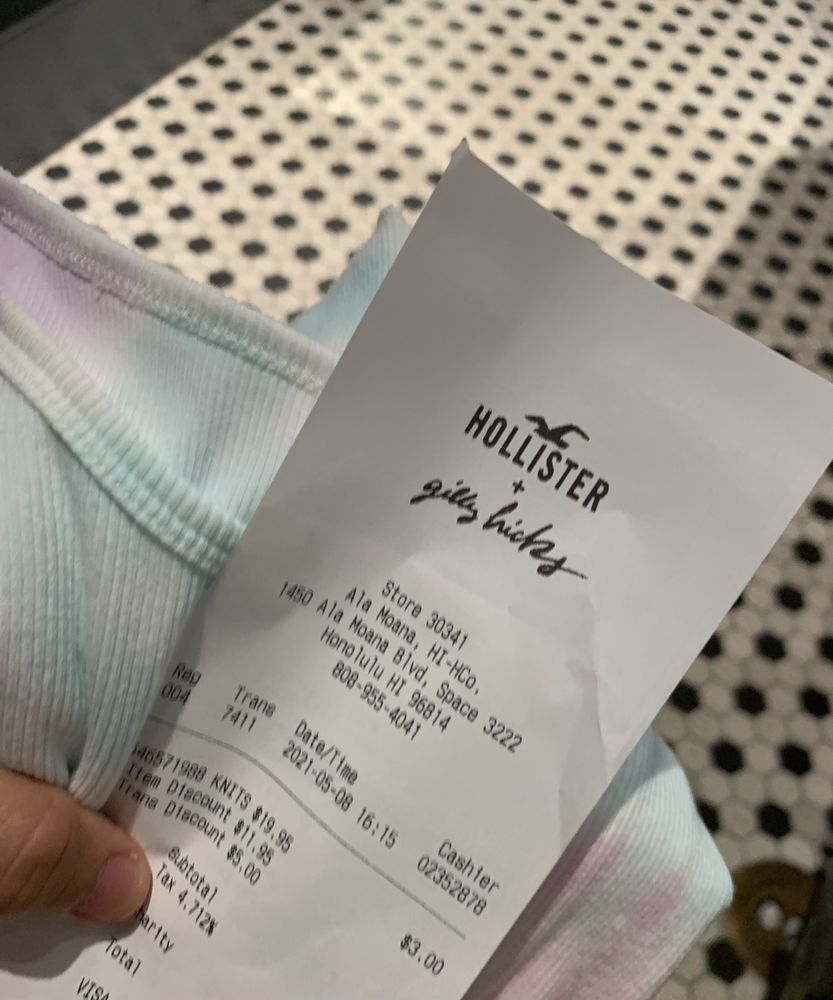 HOLLISTER
+
gilly hicks
Store 30341
Ala Moana, HI-HCo.
1450 Ala Moana Blvd, Space 3222
Honolulu HI 96814
808-955-4041
Reg Trans Date/Time Cashier
004 7411 2021-05-08 16:15 02352878
46571988 KNITS $19.95
Item Discount $11.95
Trans Discount $5.00
$3.00
Subtotal
Tax 4.712%
Total
VISA